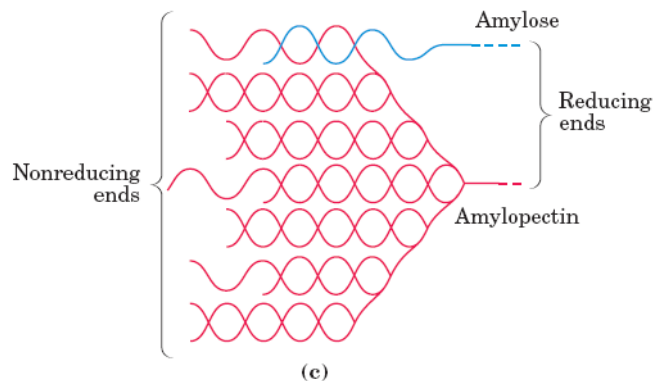 Amylose
Reducing
ends
Nonreducing
ends
Amylopectin
(c)